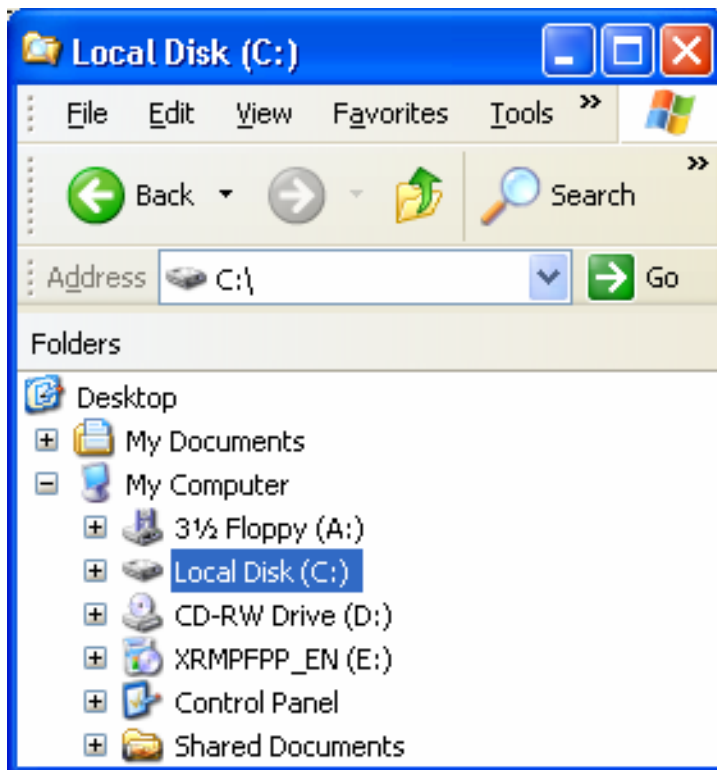 Local Disk (C:)
File Edit View Favorites Tools »
Back Search »
Address C:\ Go
Folders
Desktop
My Documents
My Computer
3½ Floppy (A:)
Local Disk (C:)
CD-RW Drive (D:)
XRMPFPP_EN (E:)
Control Panel
Shared Documents